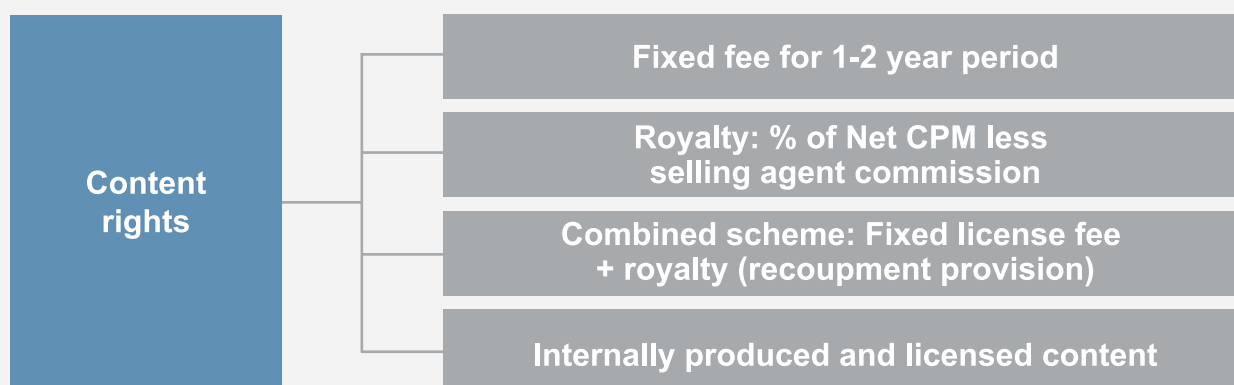 Content
rights
Fixed fee for 1-2 year period
Royalty: % of Net CPM less
selling agent commission
Combined scheme: Fixed license fee
+ royalty (recoupment provision)
Internally produced and licensed content